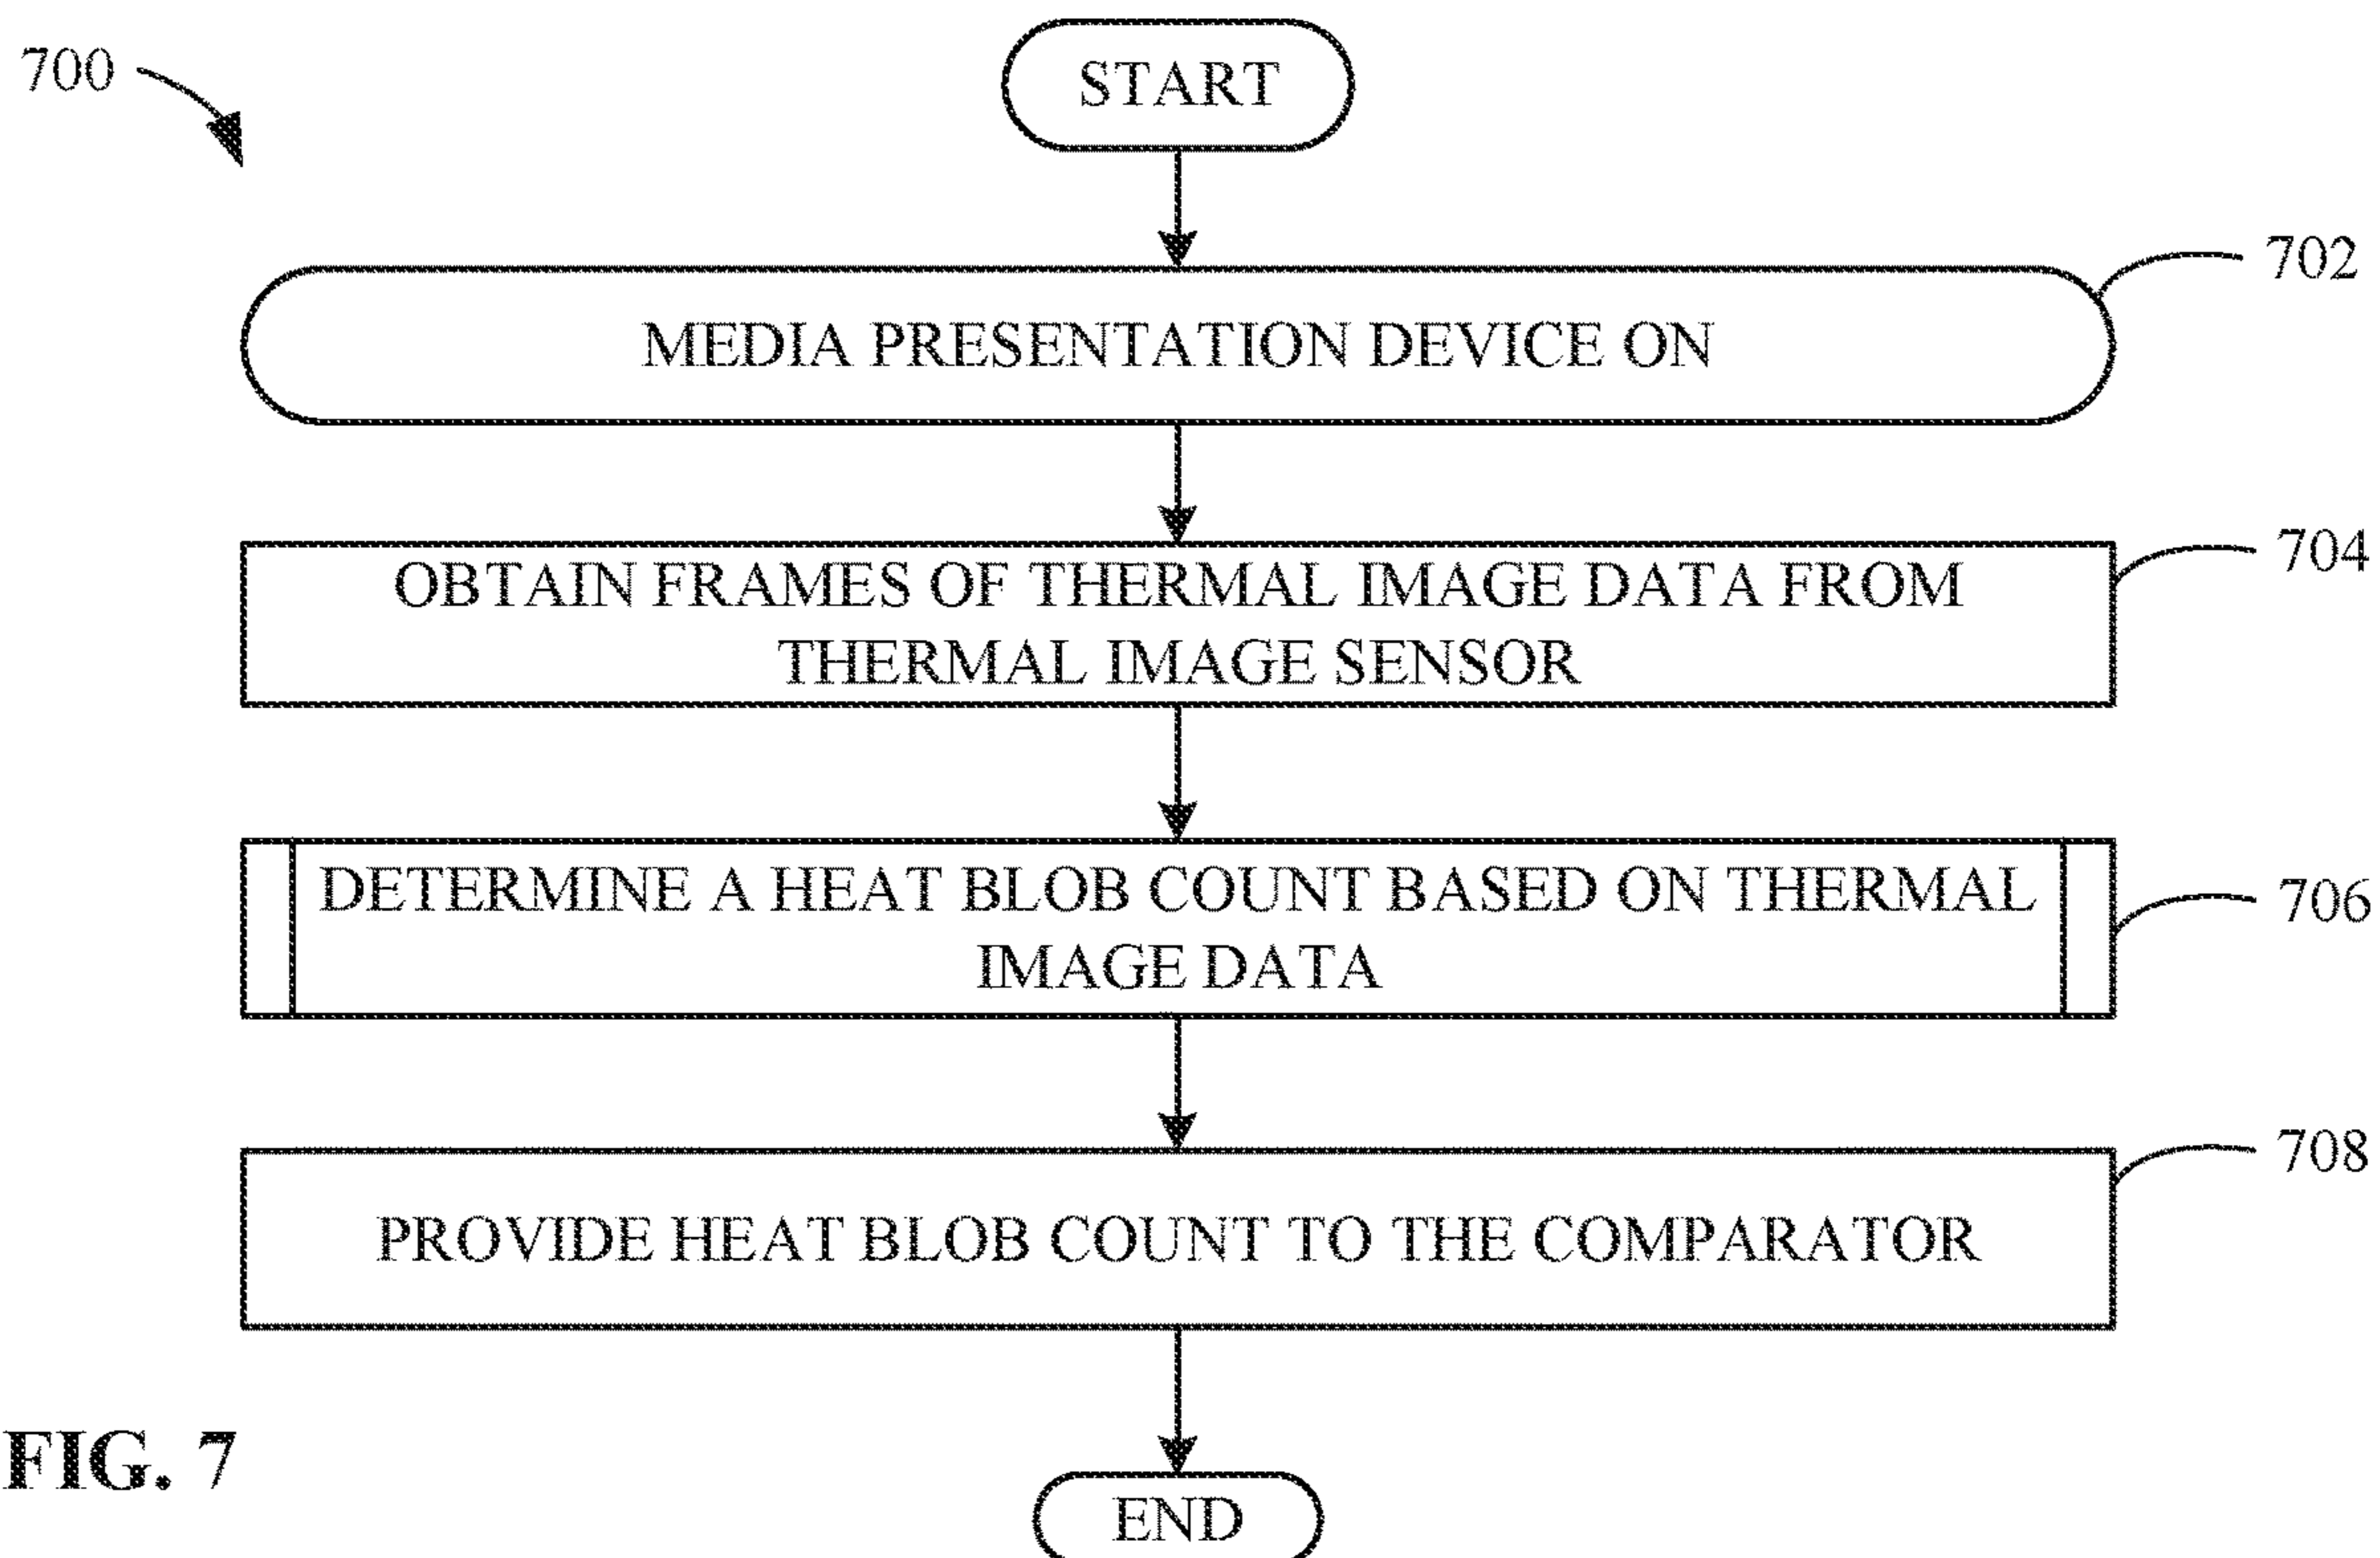 700
START
702
MEDIA PRESENTATION DEVICE ON
704
OBTAIN FRAMES OF THERMAL IMAGE DATA FROM
THERMAL IMAGE SENSOR
706
DETERMINE A HEAT BLOB COUNT BASED ON THERMAL
IMAGE DATA
708
PROVIDE HEAT BLOB COUNT TO THE COMPARATOR
FIG. 7
END